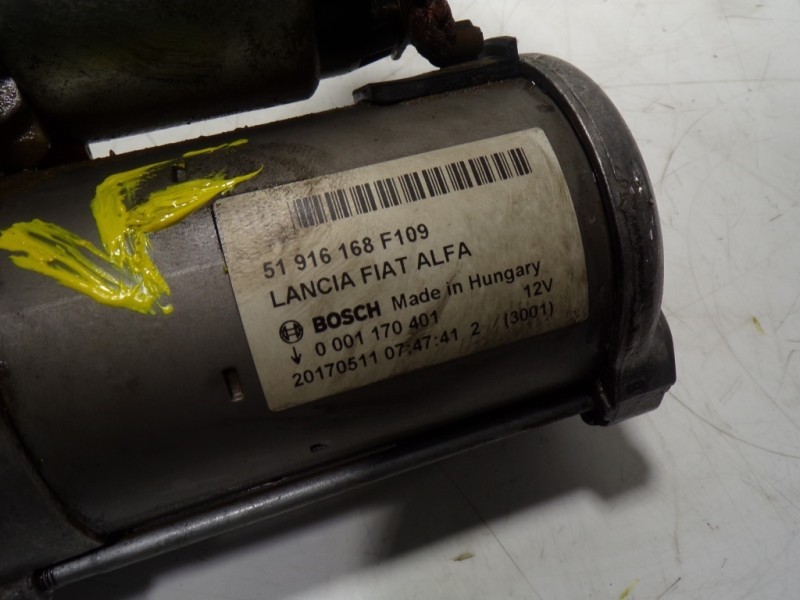 51 916 168 F109
LANCIA FIAT ALFA
BOSCH Made in Hungary
0 001 170 401 12V
20170511 07:47:41 2 (3001)